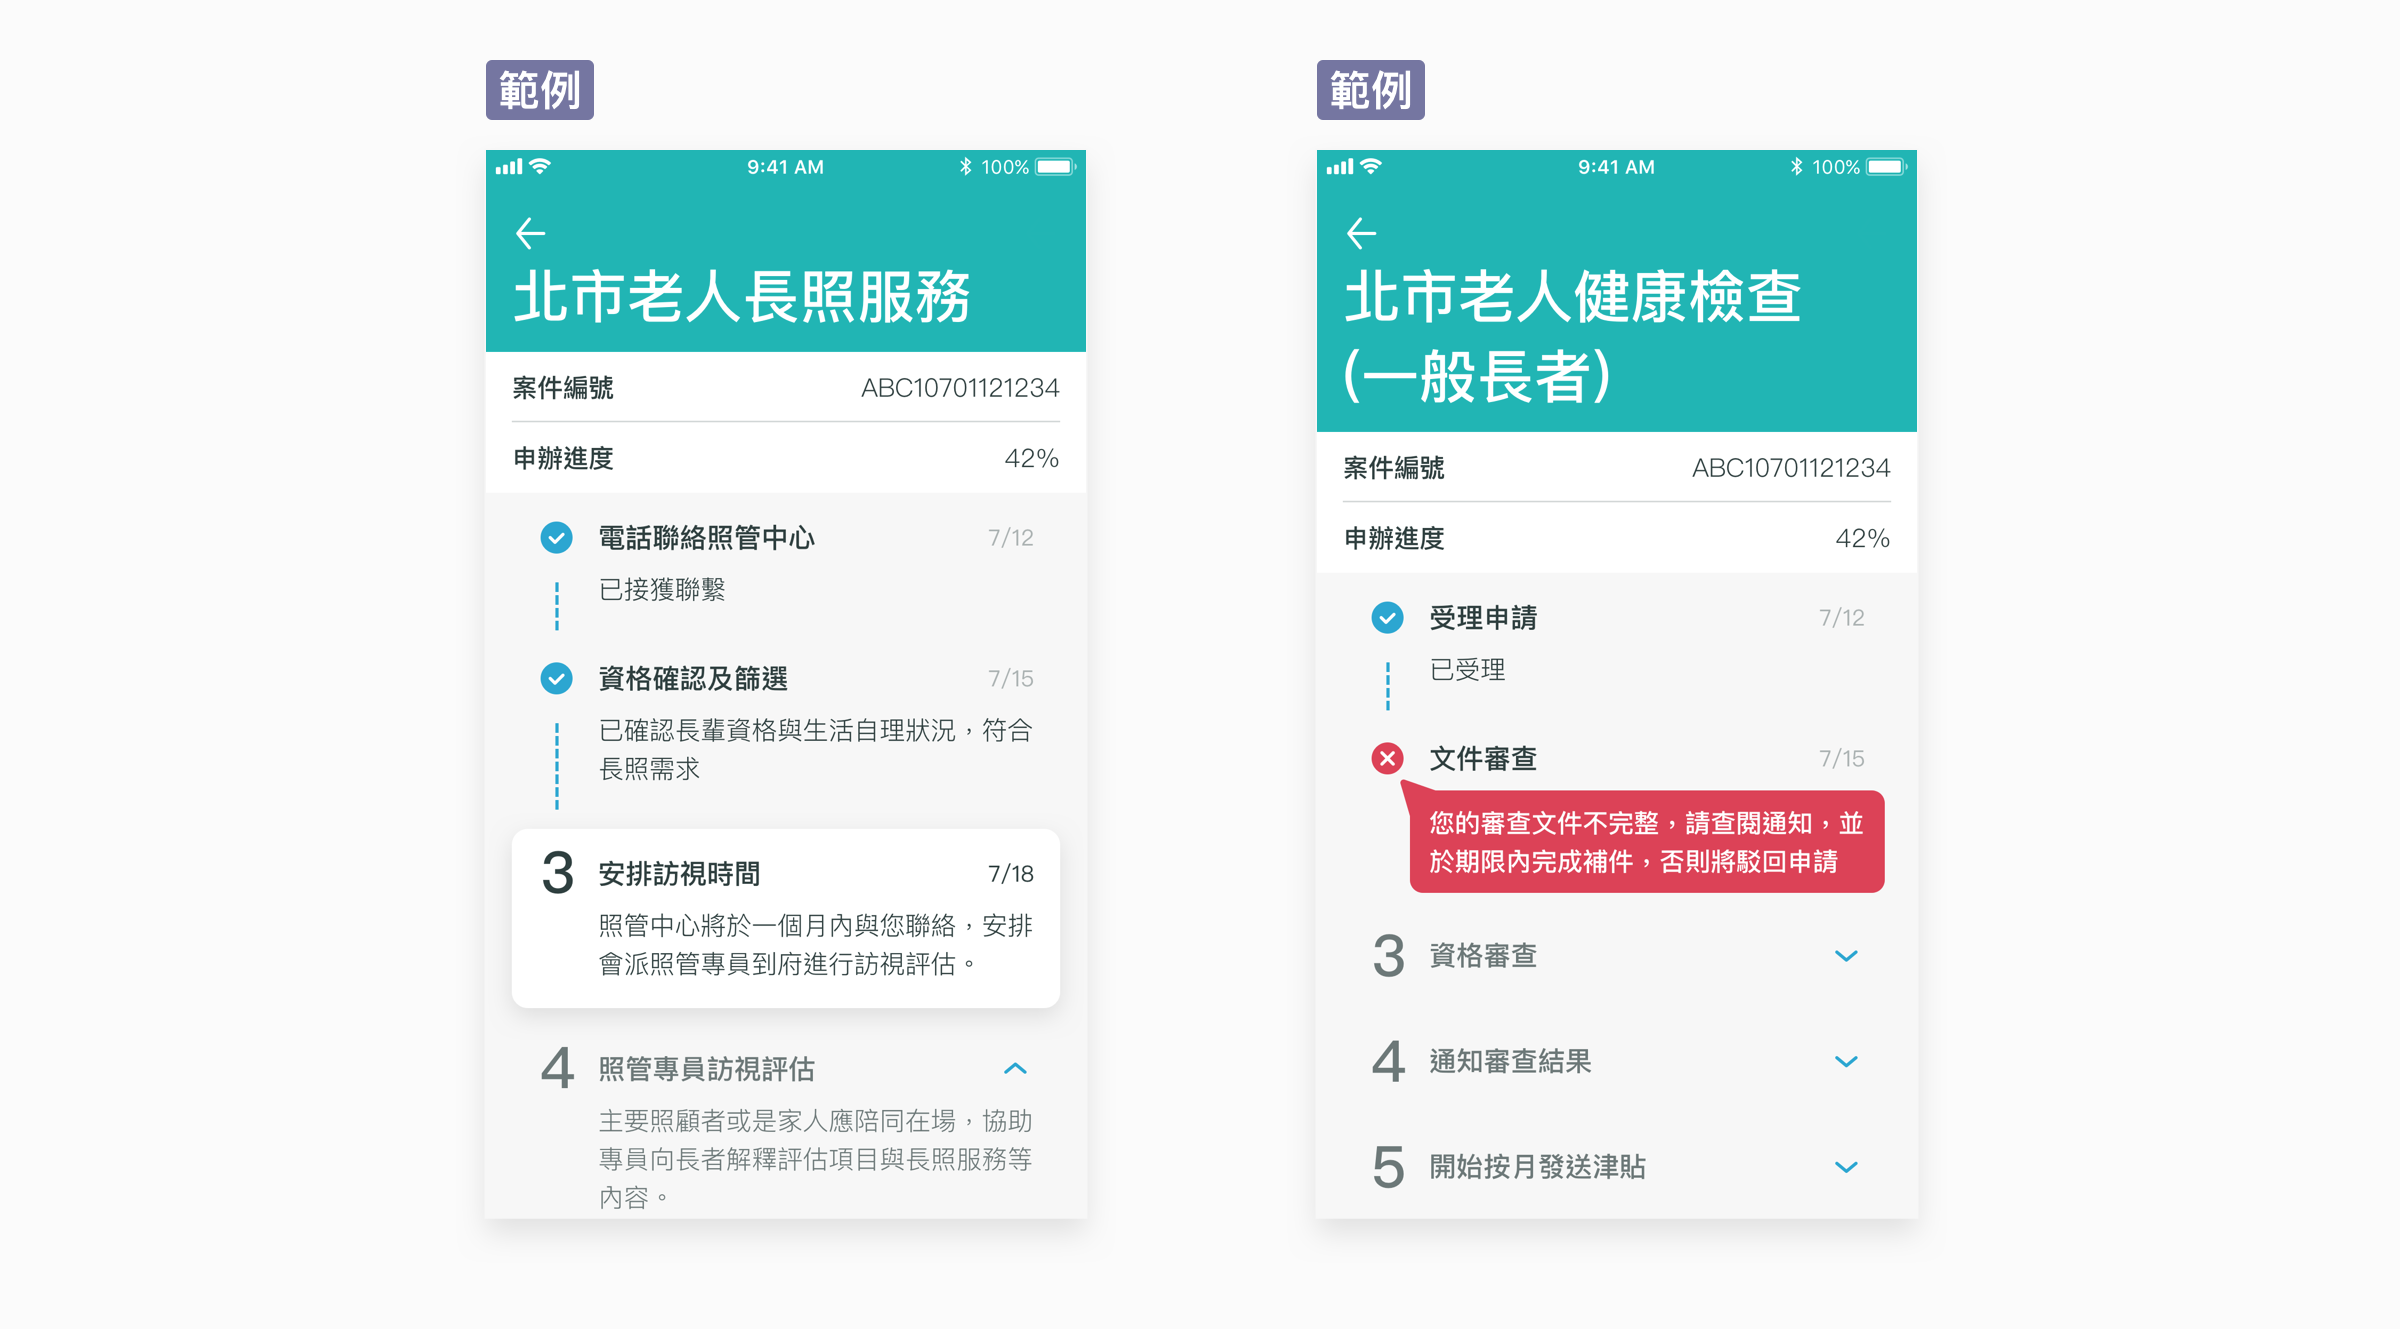 範例
9:41 AM
100%
北市老人長照服務
案件編號 ABC10701121234
申辦進度 42%
電話聯絡照管中心 7/12
已接獲聯繫
資格確認及篩選 7/15
已確認長輩資格與生活自理狀況，符合
長照需求
3 安排訪視時間 7/18
照管中心將於一個月內與您聯絡，安排
會派照管專員到府進行訪視評估。
4 照管專員訪視評估
主要照顧者或是家人應陪同在場，協助
專員向長者解釋評估項目與長照服務等
內容。
範例
9:41 AM
100%
北市老人健康檢查
(一般長者)
案件編號 ABC10701121234
申辦進度 42%
受理申請 7/12
已受理
文件審查 7/15
您的審查文件不完整，請查閱通知，並
於期限內完成補件，否則將駁回申請
3 資格審查
4 通知審查結果
5 開始按月發送津貼